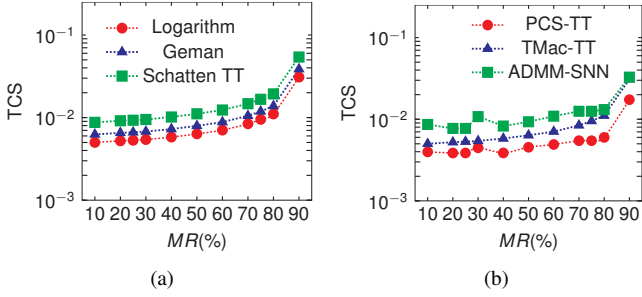 TCS
10⁻¹
10⁻²
10⁻³
Logarithm
Geman
Schatten TT
10 20 30 40 50 60 70 80 90
MR(%)
(a)
TCS
10⁻¹
10⁻²
10⁻³
PCS-TT
TMac-TT
ADMM-SNN
10 20 30 40 50 60 70 80 90
MR(%)
(b)